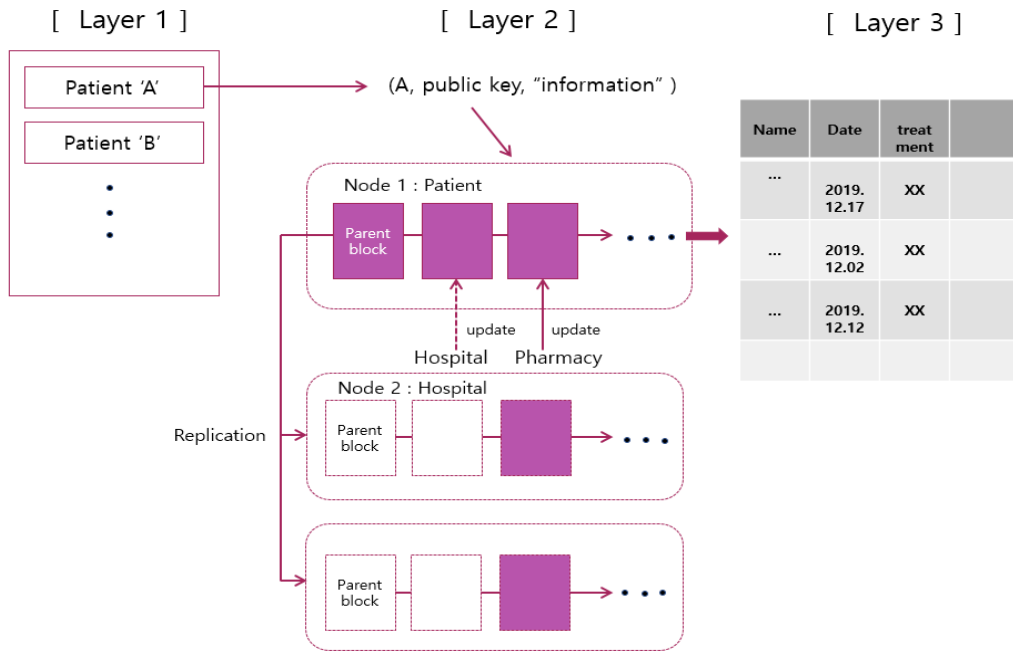 [ Layer 1 ]
[ Layer 2 ]
[ Layer 3 ]
Patient ‘A’
Patient ‘B’
(A, public key, “information” )
Node 1 : Patient
Parent
block
update
update
Hospital
Pharmacy
Node 2 : Hospital
Parent
block
Replication
Parent
block
Name
Date
treat
ment
...
2019.
12.17
XX
...
2019.
12.02
XX
...
2019.
12.12
XX